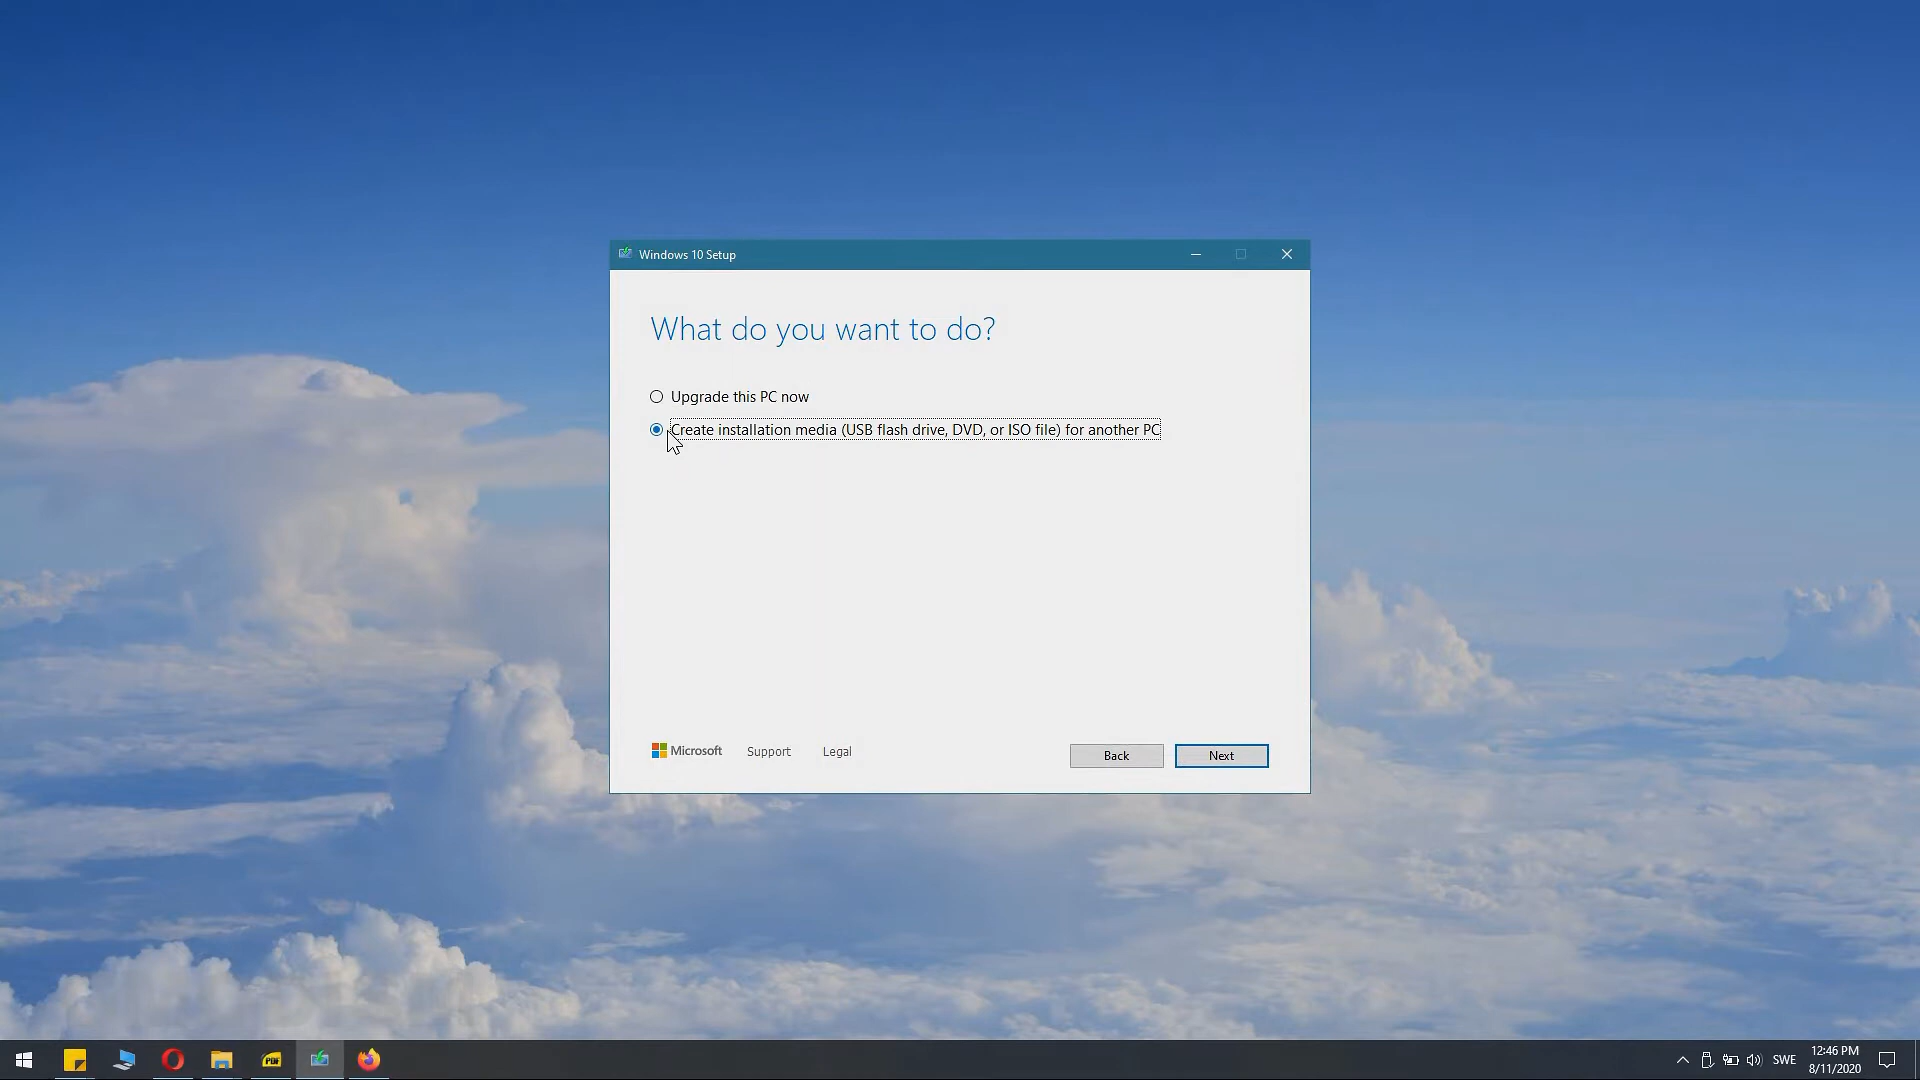 Windows 10 Setup
What do you want to do?
Upgrade this PC now
Create installation media (USB flash drive, DVD, or ISO file) for another PC
Microsoft
Support
Legal
Back
Next
PDF
SWE
12:46 PM
8/11/2020